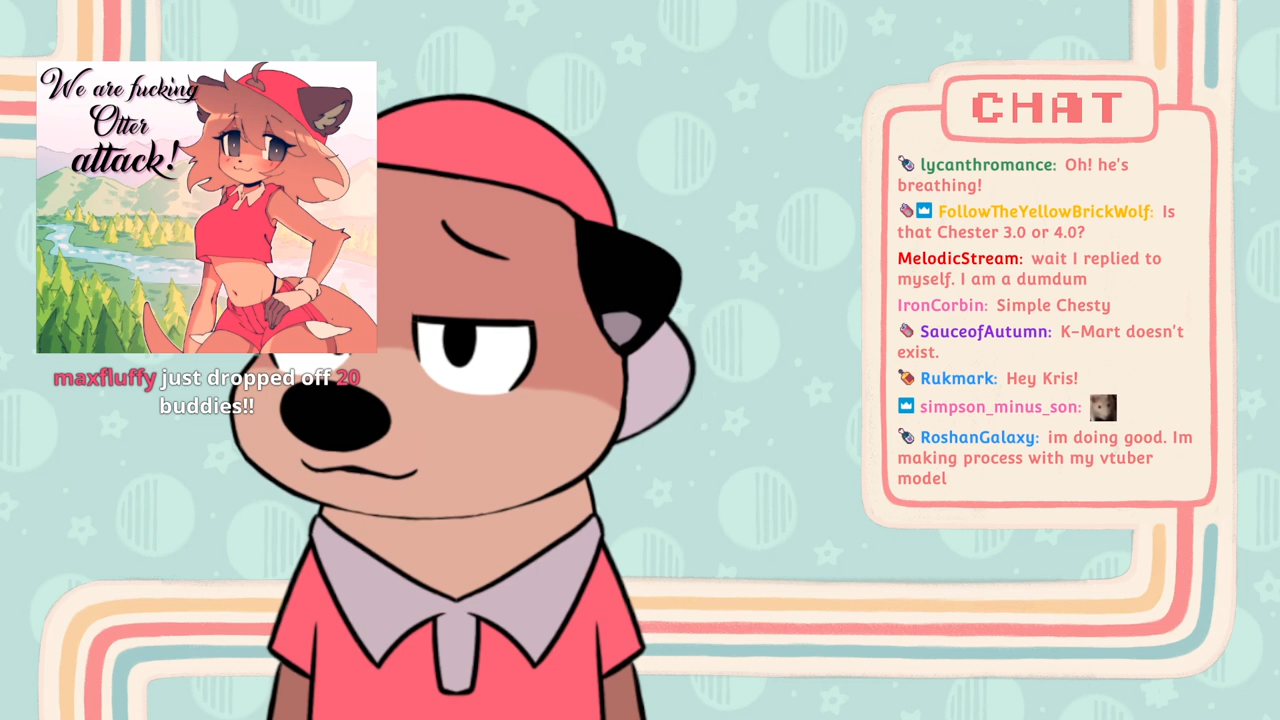 We are fucking
Otter
attack!
maxfluffy just dropped off 20
buddies!!
CHAT
lycanthromance: Oh! he's
breathing!
FollowTheYellowBrickWolf: Is
that Chester 3.0 or 4.0?
MelodicStream: wait I replied to
myself. I am a dumdum
IronCorbin: Simple Chesty
SauceofAutumn: K-Mart doesn't
exist.
Rukmark: Hey Kris!
simpson_minus_son:
RoshanGalaxy: im doing good. Im
making process with my vtuber
model